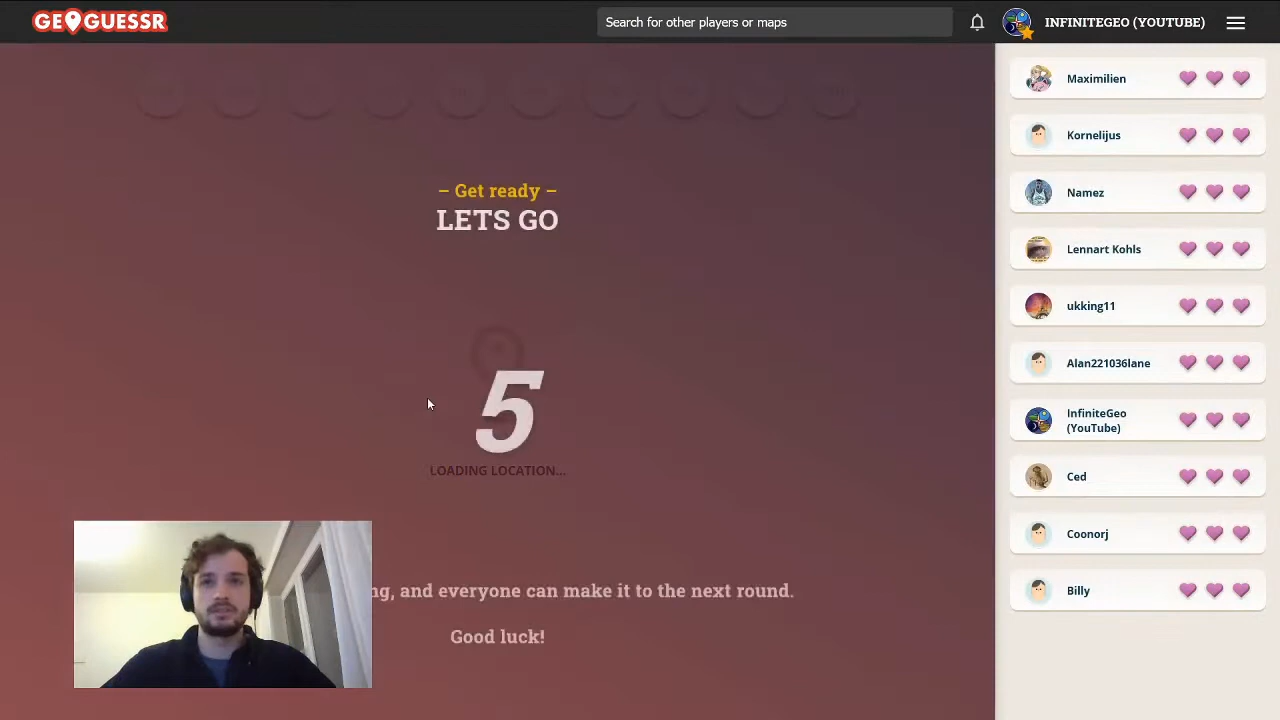 GEOGUESSR
Search for other players or maps
INFINITEGEO (YOUTUBE)
– Get ready –
LETS GO
5
LOADING LOCATION...
ng, and everyone can make it to the next round.
Good luck!
Maximilien
Kornelijus
Namez
Lennart Kohls
ukking11
Alan221036lane
InfiniteGeo
(YouTube)
Ced
Coonorj
Billy